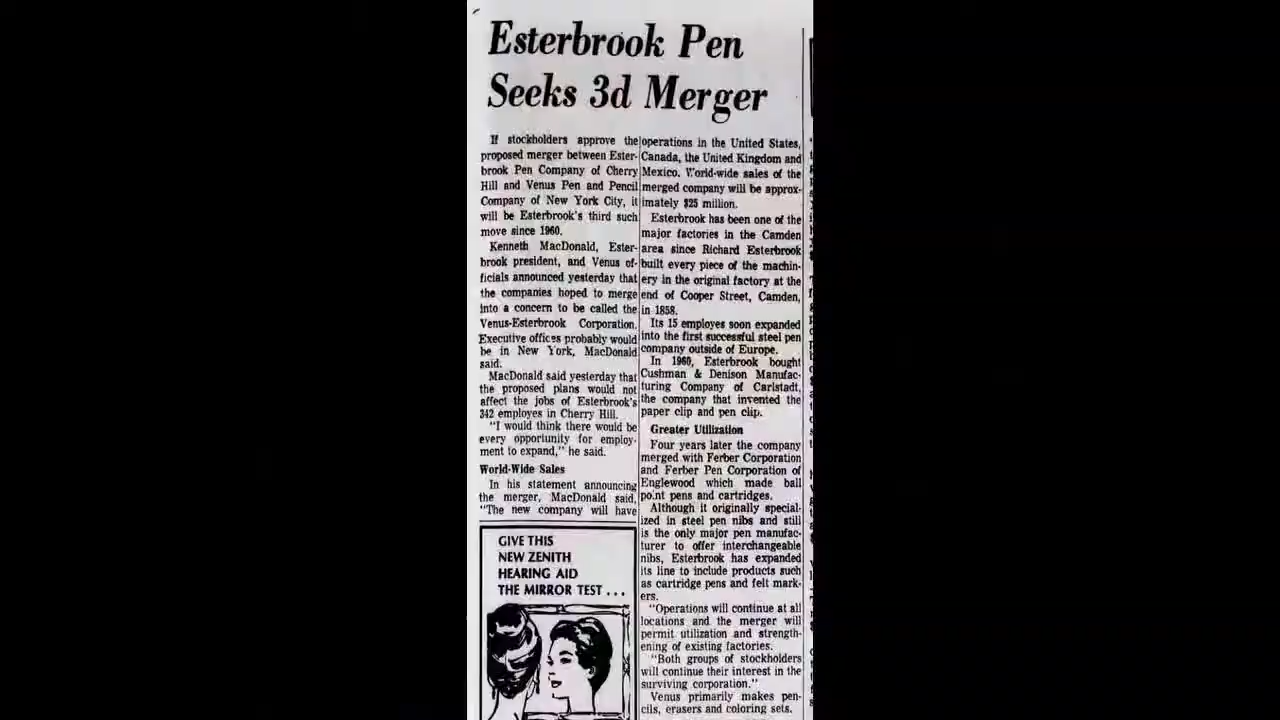 Esterbrook Pen
Seeks 3d Merger
If stockholders approve the
proposed merger between Ester-
brook Pen Company of Cherry
Hill and Venus Pen and Pencil
Company of New York City, it
will be Esterbrook's third such
move since 1960.
Kenneth MacDonald, Ester-
brook president, and Venus of-
ficials announced yesterday that
the companies hoped to merge
into a concern to be called the
Venus-Esterbrook Corporation.
Executive offices probably would
be in New York, MacDonald
said.
MacDonald said yesterday that
the proposed plans would not
affect the jobs of Esterbrook's
342 employes in Cherry Hill.
"I would think there would be
every opportunity for employ-
ment to expand," he said.
World-Wide Sales
In his statement announcing
the merger, MacDonald said,
"The new company will have
operations in the United States,
Canada, the United Kingdom and
Mexico. World-wide sales of the
merged company will be approx-
imately $25 million.
Esterbrook has been one of the
major factories in the Camden
area since Richard Esterbrook
built every piece of the machin-
ery in the original factory at the
end of Cooper Street, Camden,
in 1858.
Its 15 employes soon expanded
into the first successful steel pen
company outside of Europe.
In 1960, Esterbrook bought
Cushman & Denison Manufac-
turing Company of Carlstadt,
the company that invented the
paper clip and pen clip.
Greater Utilization
Four years later the company
merged with Ferber Corporation
and Ferber Pen Corporation of
Englewood which made ball
point pens and cartridges.
Although it originally special-
ized in steel pen nibs and still
is the only major pen manufac-
turer to offer interchangeable
nibs, Esterbrook has expanded
its line to include products such
as cartridge pens and felt mark-
ers.
"Operations will continue at all
locations and the merger will
permit utilization and strength-
ening of existing factories.
"Both groups of stockholders
will continue their interest in the
surviving corporation."
Venus primarily makes pen-
cils, erasers and coloring sets.
GIVE THIS
NEW ZENITH
HEARING AID
THE MIRROR TEST...